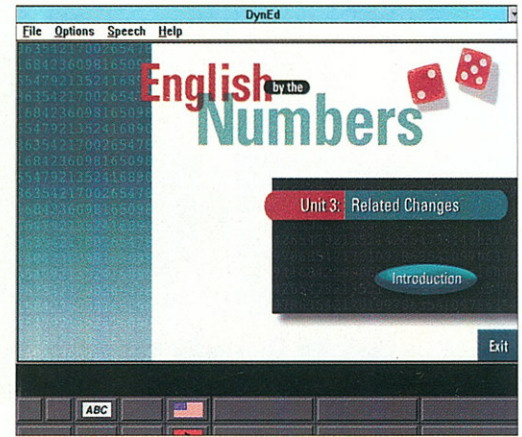 DynEd
File Options Speech Help
English by the
Numbers
Unit 3: Related Changes
Introduction
Exit
ABC